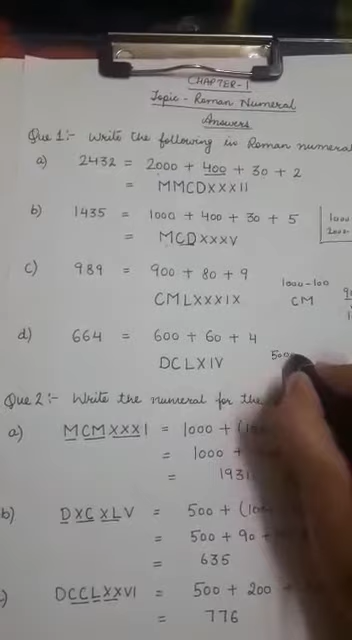 CHAPTER-1
Topic - Roman Numeral
Answers
Que 1:- Write the following in Roman numeral
a) 2432 = 2000 + 400 + 30 + 2
= MMCDXXXII
b) 1435 = 1000 + 400 + 30 + 5
= MCDXXXV
c) 989 = 900 + 80 + 9
1000-100
CMLXXXIX CM
d) 664 = 600 + 60 + 4
DCLXIV
Que 2:- Write the numeral for the
a) MCMXXXI = 1000 +
= 1000 +
= 1931
b) DXCXLV = 500 +
= 500 + 90 +
= 635
DCCLXXVI = 500 + 200 +
= 776